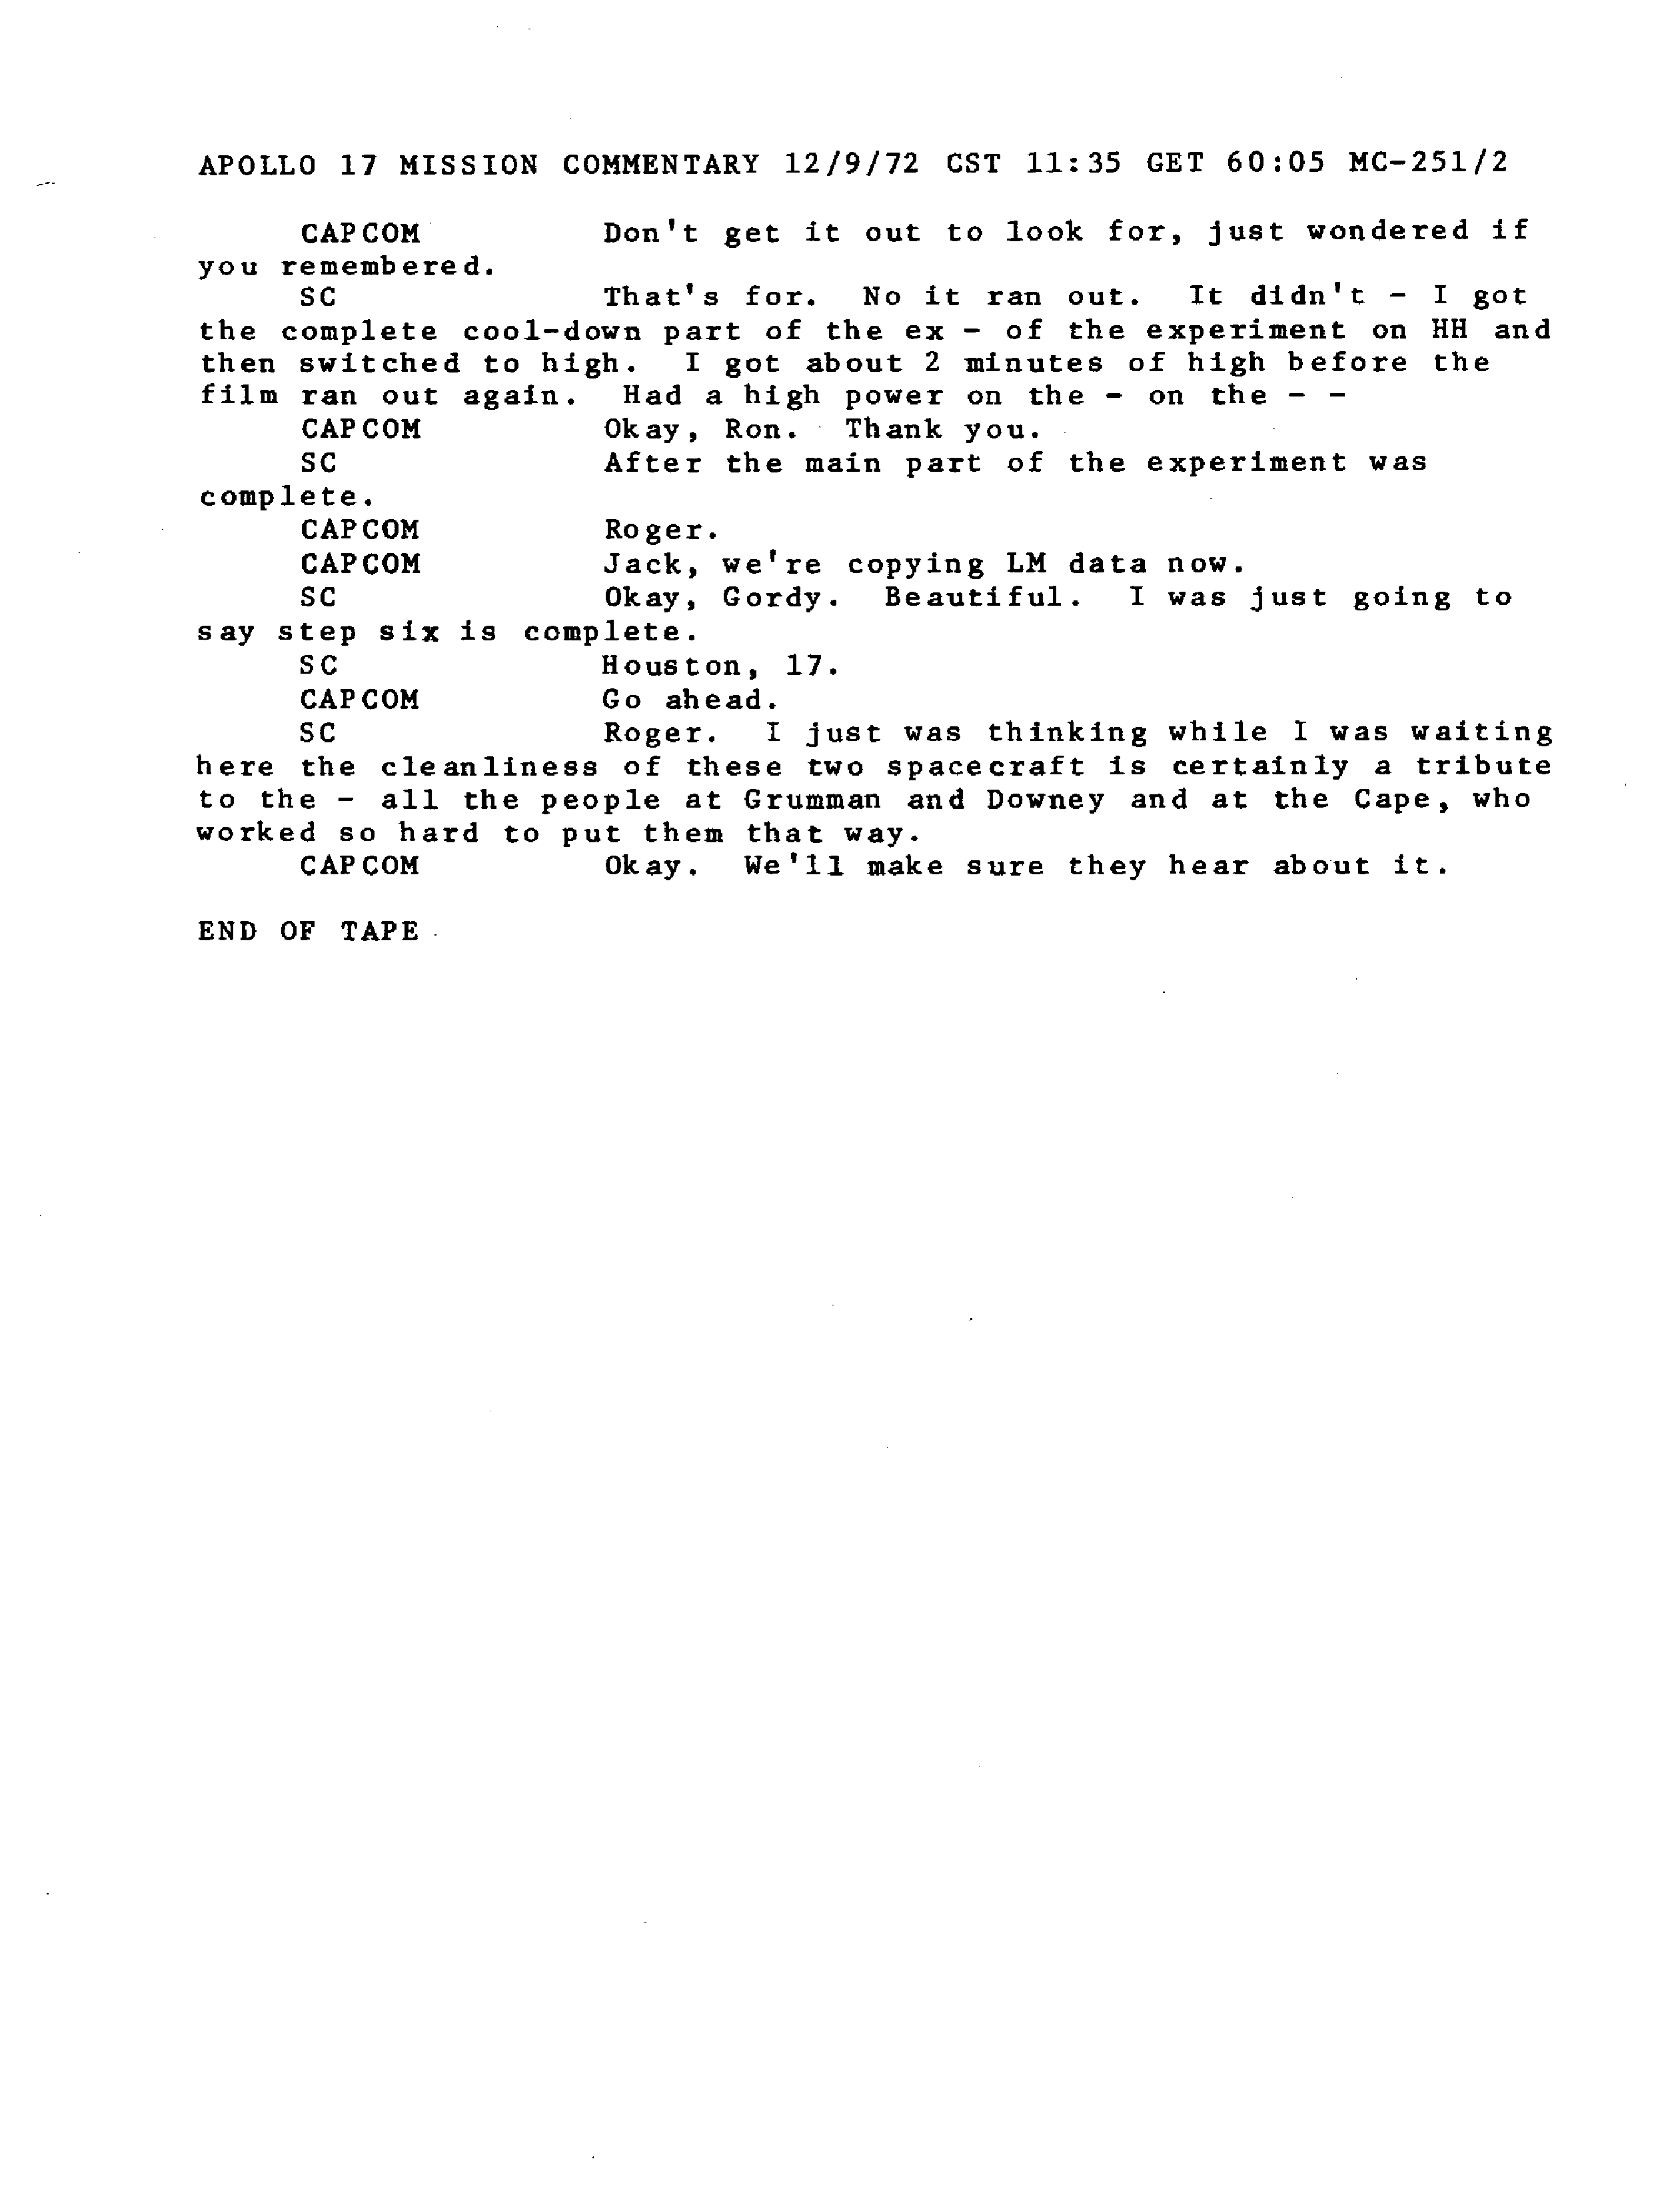 APOLLO 17 MISSION COMMENTARY 12/9/72 CST 11:35 GET 60:05 MC-251/2
CAPCOM Don't get it out to look for, just wondered if
you remembered.
SC That's for. No it ran out. It didn't - I got
the complete cool-down part of the ex - of the experiment on HH and
then switched to high. I got about 2 minutes of high before the
film ran out again. Had a high power on the - on the - -
CAPCOM Okay, Ron. Thank you.
SC After the main part of the experiment was
complete.
CAPCOM Roger.
CAPCOM Jack, we're copying LM data now.
SC Okay, Gordy. Beautiful. I was just going to
say step six is complete.
SC Houston, 17.
CAPCOM Go ahead.
SC Roger. I just was thinking while I was waiting
here the cleanliness of these two spacecraft is certainly a tribute
to the - all the people at Grumman and Downey and at the Cape, who
worked so hard to put them that way.
CAPCOM Okay. We'll make sure they hear about it.
END OF TAPE